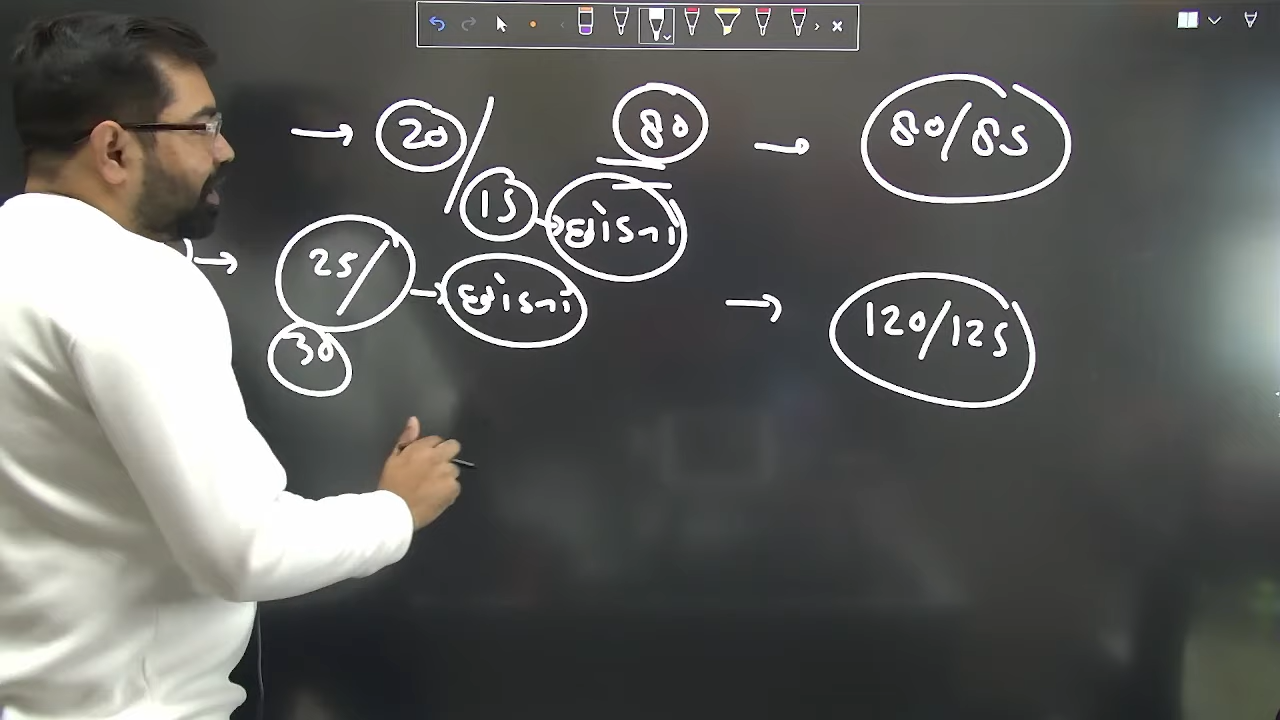 → 20/ 80 → 80/85
15 →
→ 25/ → → 120/125
30